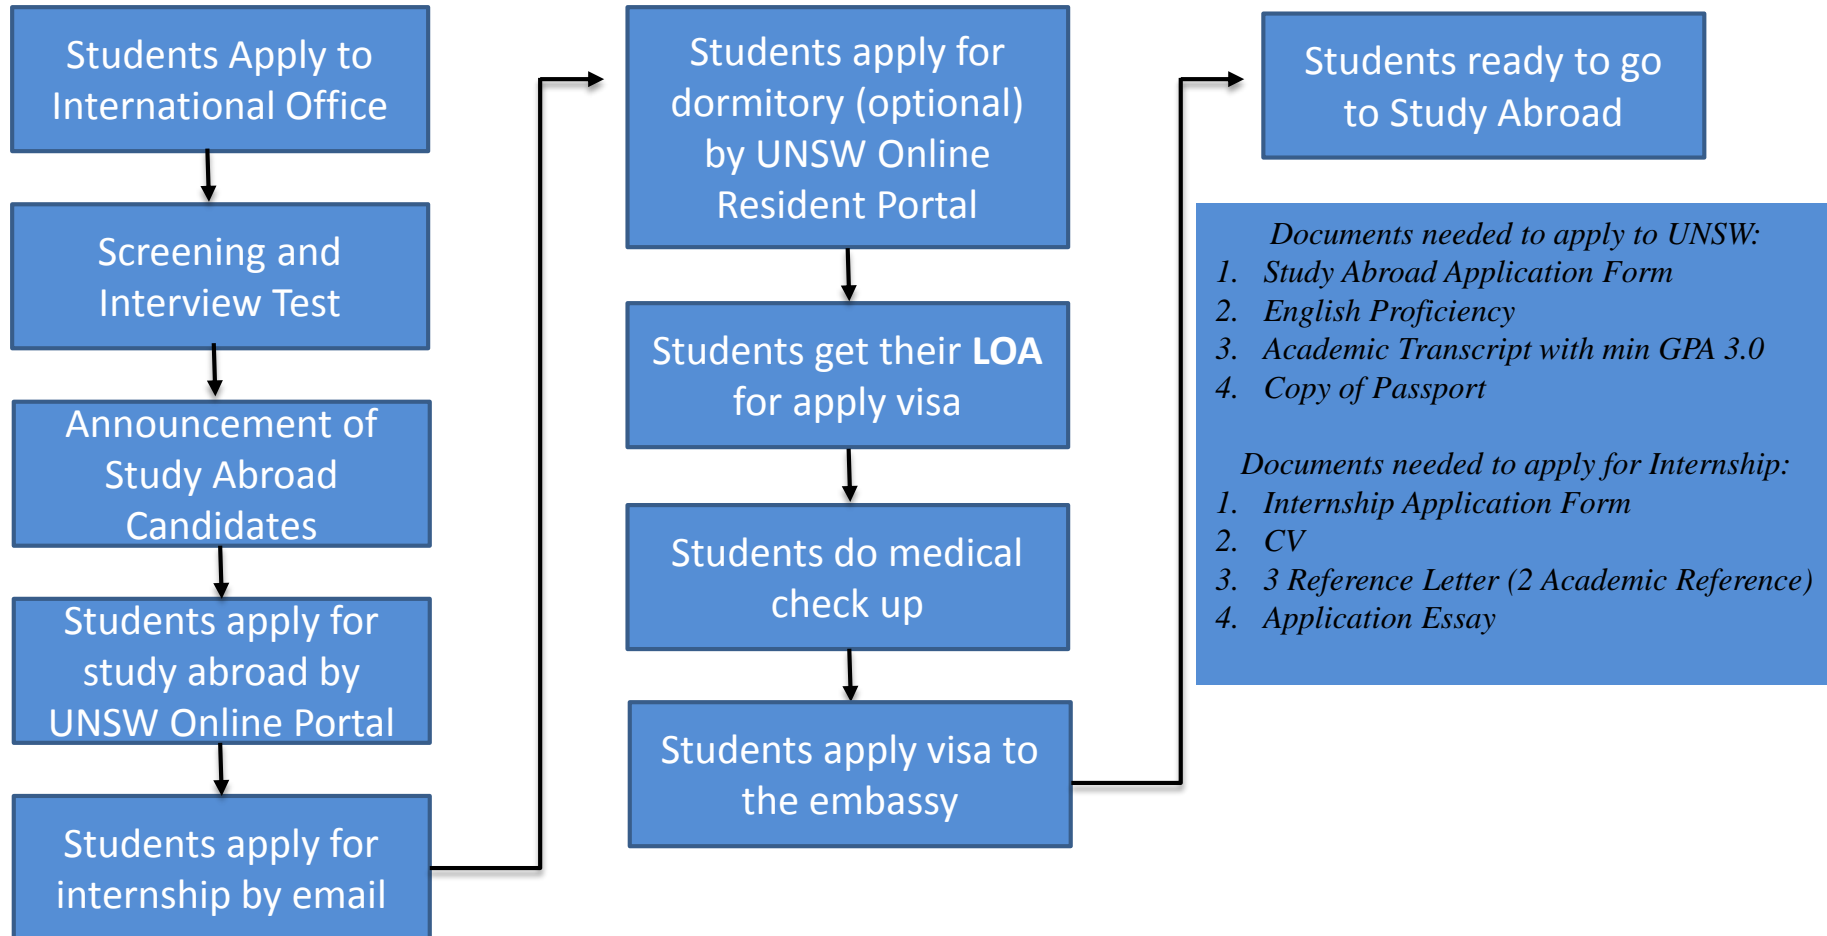 Students Apply to
International Office
Screening and
Interview Test
Announcement of
Study Abroad
Candidates
Students apply for
study abroad by
UNSW Online Portal
Students apply for
internship by email
Students apply for
dormitory (optional)
by UNSW Online
Resident Portal
Students get their LOA
for apply visa
Students do medical
check up
Students apply visa to
the embassy
Students ready to go
to Study Abroad
Documents needed to apply to UNSW:
1. Study Abroad Application Form
2. English Proficiency
3. Academic Transcript with min GPA 3.0
4. Copy of Passport
Documents needed to apply for Internship:
1. Internship Application Form
2. CV
3. 3 Reference Letter (2 Academic Reference)
4. Application Essay